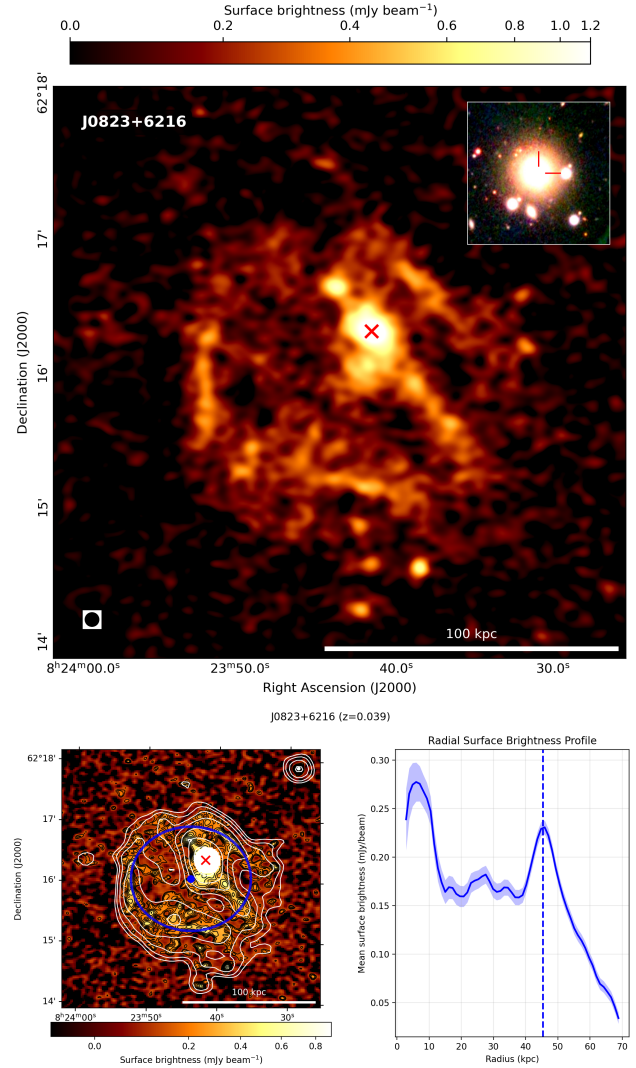 Surface brightness (mJy beam⁻¹)
0.0 0.2 0.4 0.6 0.8 1.0 1.2
J0823+6216
62°18'
17'
16'
15'
14'
Declination (J2000)
100 kpc
8ʰ24ᵐ00.0ˢ 23ᵐ50.0ˢ 40.0ˢ 30.0ˢ
Right Ascension (J2000)
J0823+6216 (z=0.039)
62°18'
17'
16'
15'
14'
Declination (J2000)
100 kpc
8ʰ24ᵐ00ˢ 23ᵐ50ˢ 40ˢ 30ˢ
0.0 0.2 0.4 0.6 0.8
Surface brightness (mJy beam⁻¹)
Radial Surface Brightness Profile
0.30
0.25
0.20
0.15
0.10
0.05
Mean surface brightness (mJy/beam)
0 10 20 30 40 50 60 70
Radius (kpc)